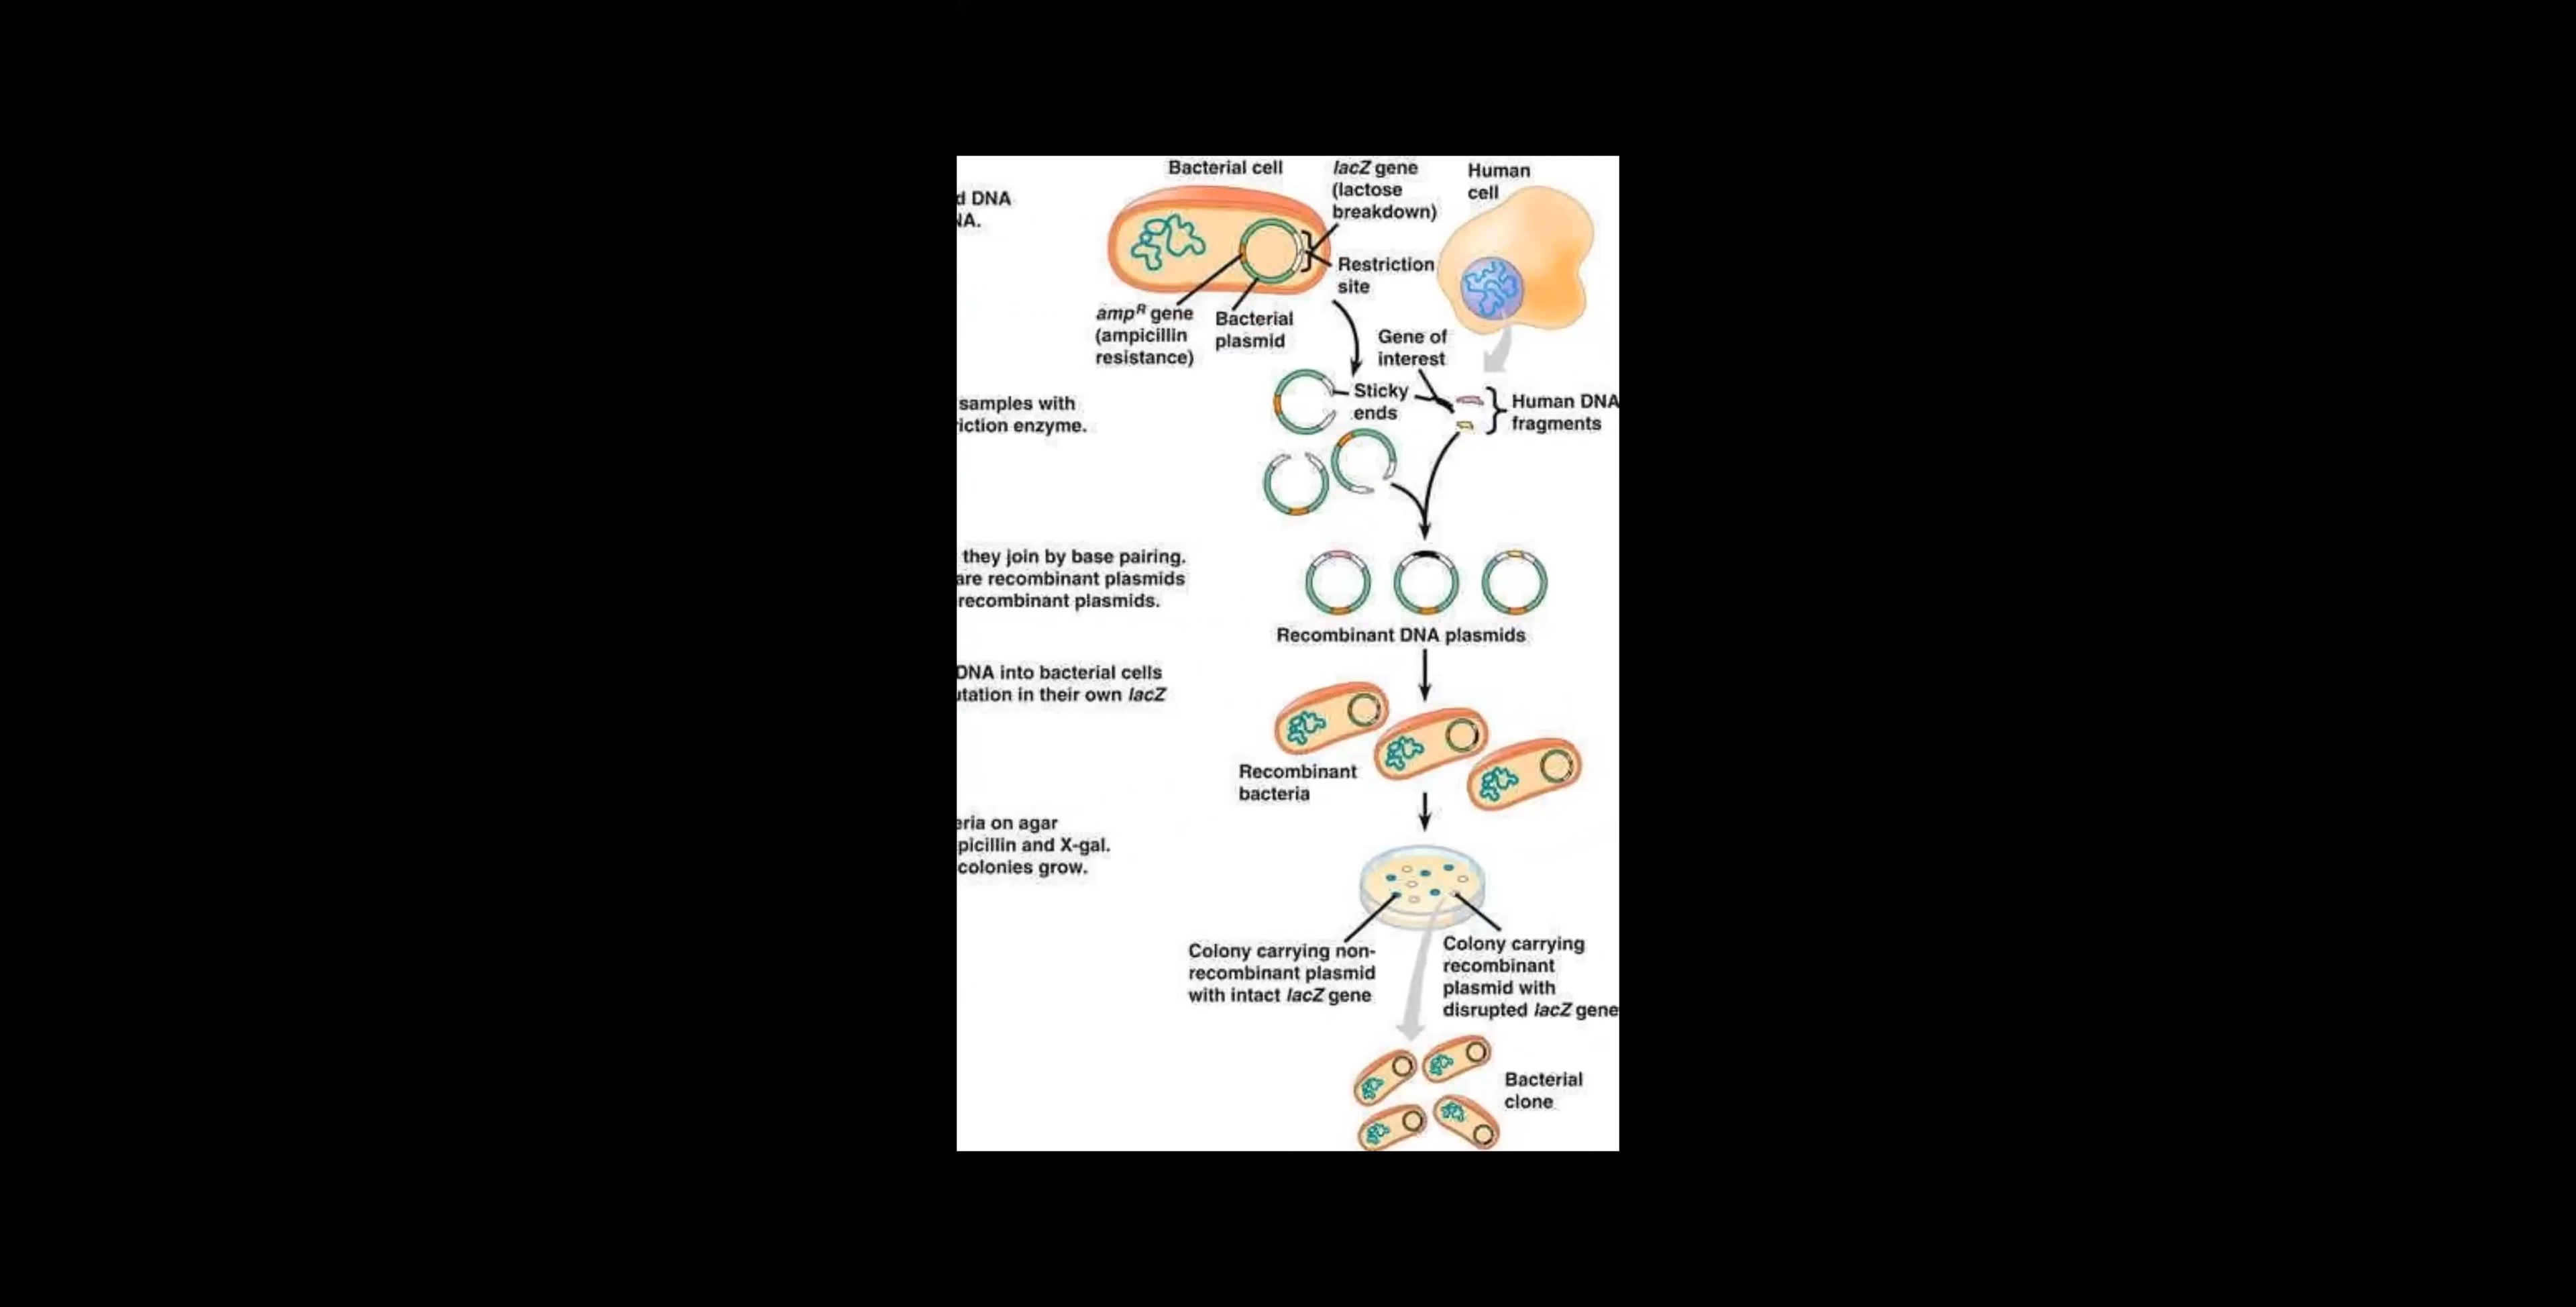 Bacterial cell
lacZ gene
(lactose
breakdown)
Human
cell
d DNA
NA.
Restriction
site
ampR gene
(ampicillin
resistance)
Bacterial
plasmid
Gene of
interest
Sticky
ends
Human DNA
fragments
samples with
iction enzyme.
they join by base pairing.
are recombinant plasmids
recombinant plasmids.
Recombinant DNA plasmids
DNA into bacterial cells
utation in their own lacZ
Recombinant
bacteria
eria on agar
picillin and X-gal.
colonies grow.
Colony carrying non-
recombinant plasmid
with intact lacZ gene
Colony carrying
recombinant
plasmid with
disrupted lacZ gene
Bacterial
clone